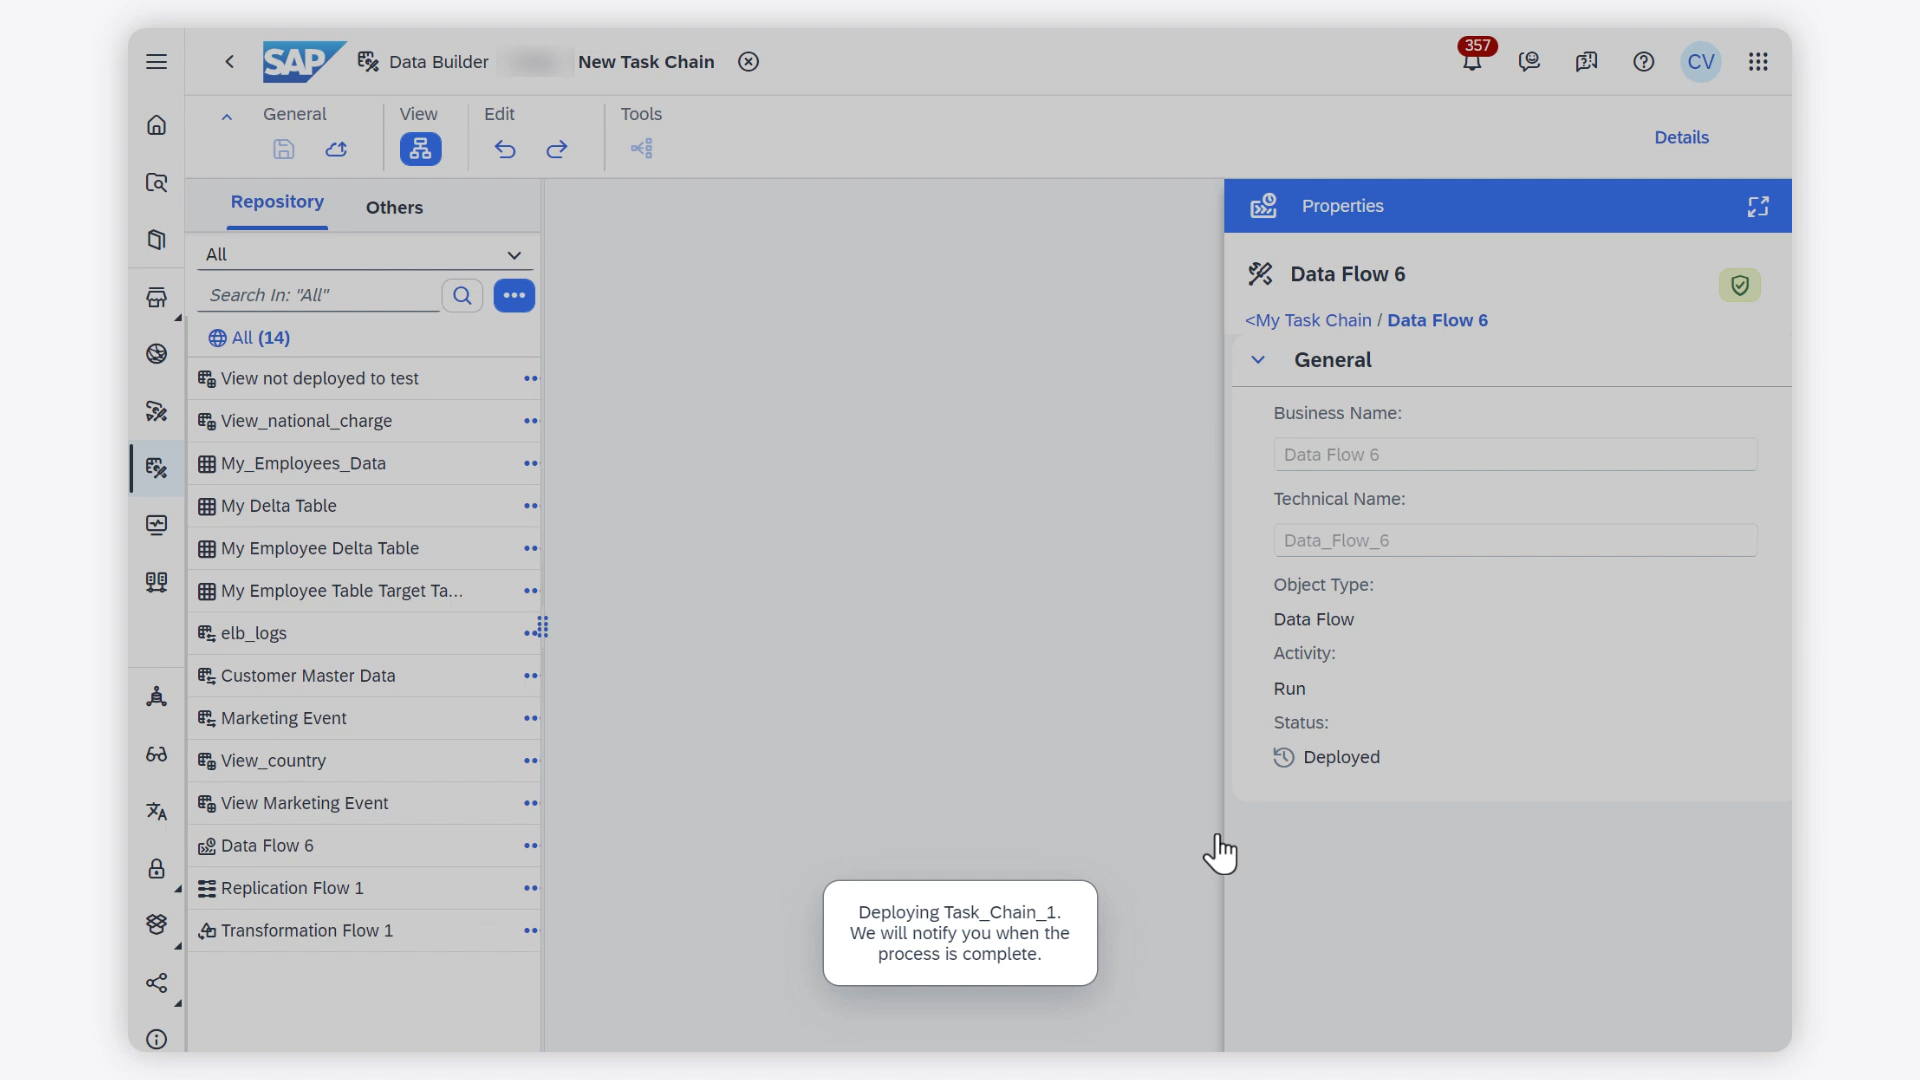 SAP
Data Builder
New Task Chain
357
CV
General
View
Edit
Tools
Details
Repository
Others
All
Search In: "All"
All (14)
View not deployed to test
View_national_charge
My_Employees_Data
My Delta Table
My Employee Delta Table
My Employee Table Target Ta...
elb_logs
Customer Master Data
Marketing Event
View_country
View Marketing Event
Data Flow 6
Replication Flow 1
Transformation Flow 1
Properties
Data Flow 6
<My Task Chain / Data Flow 6
General
Business Name:
Data Flow 6
Technical Name:
Data_Flow_6
Object Type:
Data Flow
Activity:
Run
Status:
Deployed
Deploying Task_Chain_1.
We will notify you when the
process is complete.